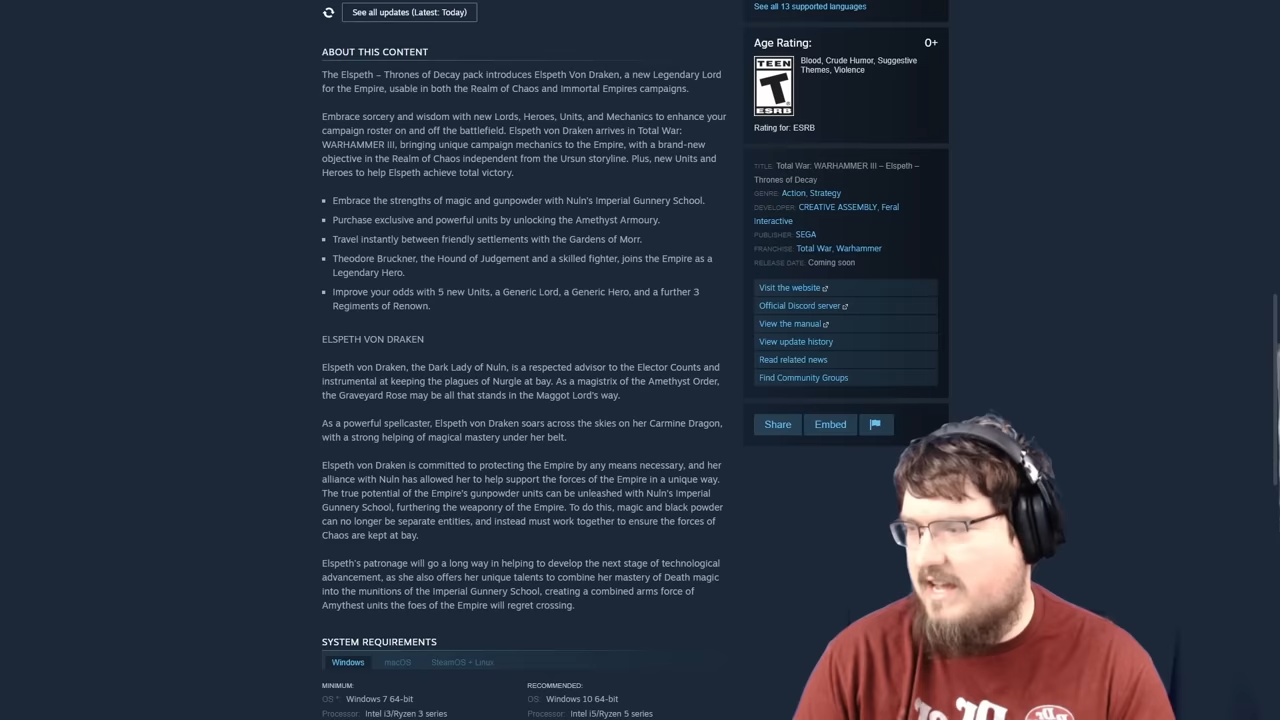 See all updates (Latest: Today)
ABOUT THIS CONTENT
The Elspeth – Thrones of Decay pack introduces Elspeth Von Draken, a new Legendary Lord
for the Empire, usable in both the Realm of Chaos and Immortal Empires campaigns.
Embrace sorcery and wisdom with new Lords, Heroes, Units, and Mechanics to enhance your
campaign roster on and off the battlefield. Elspeth von Draken arrives in Total War:
WARHAMMER III, bringing unique campaign mechanics to the Empire, with a brand-new
objective in the Realm of Chaos independent from the Ursun storyline. Plus, new Units and
Heroes to help Elspeth achieve total victory.
Embrace the strengths of magic and gunpowder with Nuln's Imperial Gunnery School.
Purchase exclusive and powerful units by unlocking the Amethyst Armoury.
Travel instantly between friendly settlements with the Gardens of Morr.
Theodore Bruckner, the Hound of Judgement and a skilled fighter, joins the Empire as a
Legendary Hero.
Improve your odds with 5 new Units, a Generic Lord, a Generic Hero, and a further 3
Regiments of Renown.
ELSPETH VON DRAKEN
Elspeth von Draken, the Dark Lady of Nuln, is a respected advisor to the Elector Counts and
instrumental at keeping the plagues of Nurgle at bay. As a magistrix of the Amethyst Order,
the Graveyard Rose may be all that stands in the Maggot Lord's way.
As a powerful spellcaster, Elspeth von Draken soars across the skies on her Carmine Dragon,
with a strong helping of magical mastery under her belt.
Elspeth von Draken is committed to protecting the Empire by any means necessary, and her
alliance with Nuln has allowed her to help support the forces of the Empire in a unique way.
The true potential of the Empire's gunpowder units can be unleashed with Nuln's Imperial
Gunnery School, furthering the weaponry of the Empire. To do this, magic and black powder
can no longer be separate entities, and instead must work together to ensure the forces of
Chaos are kept at bay.
Elspeth's patronage will go a long way in helping to develop the next stage of technological
advancement, as she also offers her unique talents to combine her mastery of Death magic
into the munitions of the Imperial Gunnery School, creating a combined arms force of
Amythest units the foes of the Empire will regret crossing.
SYSTEM REQUIREMENTS
Windows macOS SteamOS + Linux
MINIMUM:
OS *: Windows 7 64-bit
Processor: Intel i3/Ryzen 3 series
RECOMMENDED:
OS: Windows 10 64-bit
Processor: Intel i5/Ryzen 5 series
See all 13 supported languages
Age Rating: 0+
TEEN
T
ESRB
Blood, Crude Humor, Suggestive
Themes, Violence
Rating for: ESRB
TITLE: Total War: WARHAMMER III – Elspeth –
Thrones of Decay
GENRE: Action, Strategy
DEVELOPER: CREATIVE ASSEMBLY, Feral
Interactive
PUBLISHER: SEGA
FRANCHISE: Total War, Warhammer
RELEASE DATE: Coming soon
Visit the website
Official Discord server
View the manual
View update history
Read related news
Find Community Groups
Share Embed